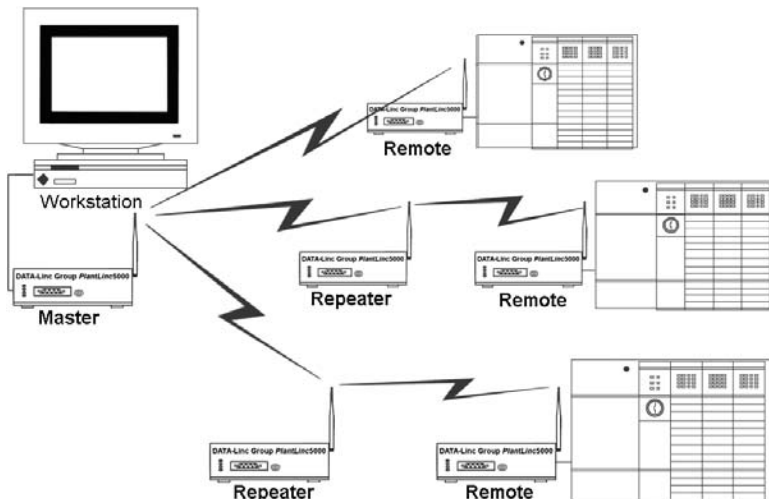 DATA-Linc Group PlantLinc5000
Remote
Workstation
DATA-Linc Group PlantLinc5000
Master
DATA-Linc Group PlantLinc5000
Repeater
DATA-Linc Group PlantLinc5000
Remote
DATA-Linc Group PlantLinc5000
Repeater
DATA-Linc Group PlantLinc5000
Remote